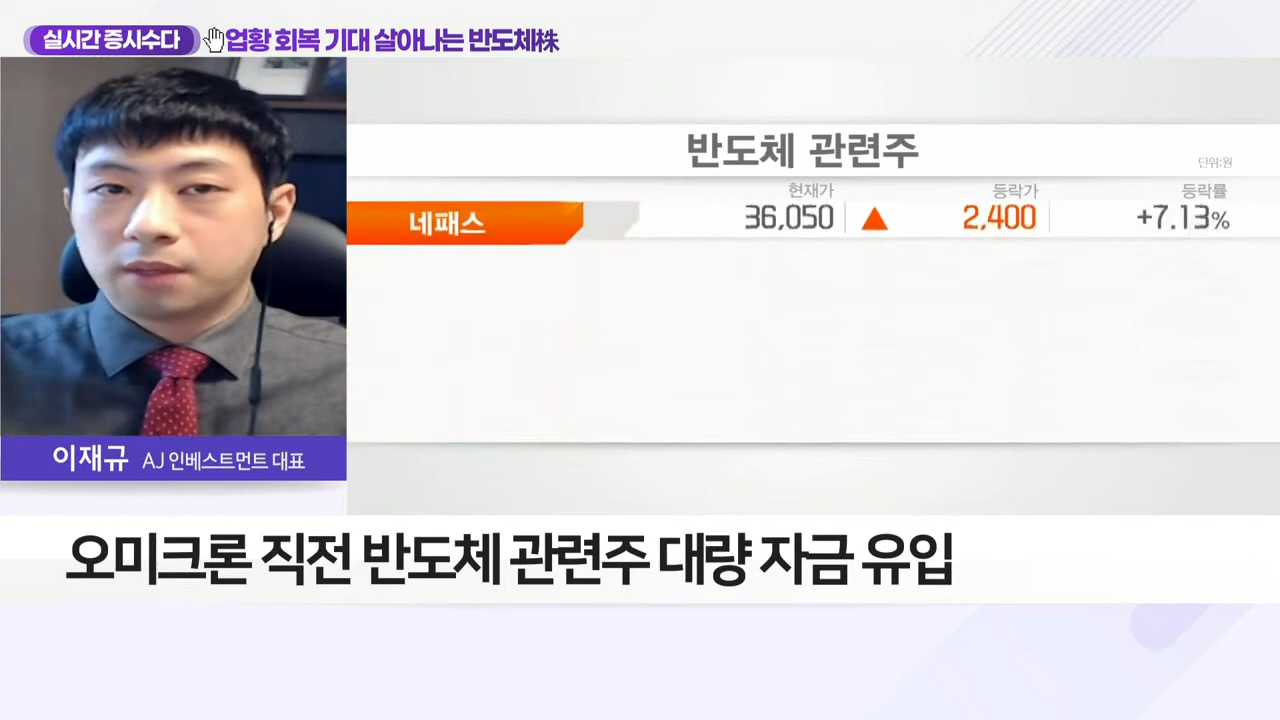 실시간 증시수다 업황 회복 기대 살아나는 반도체株
반도체 관련주
단위:원
현재가 등락가 등락률
네패스 36,050 ▲ 2,400 +7.13%
이재규 AJ 인베스트먼트 대표
오미크론 직전 반도체 관련주 대량 자금 유입